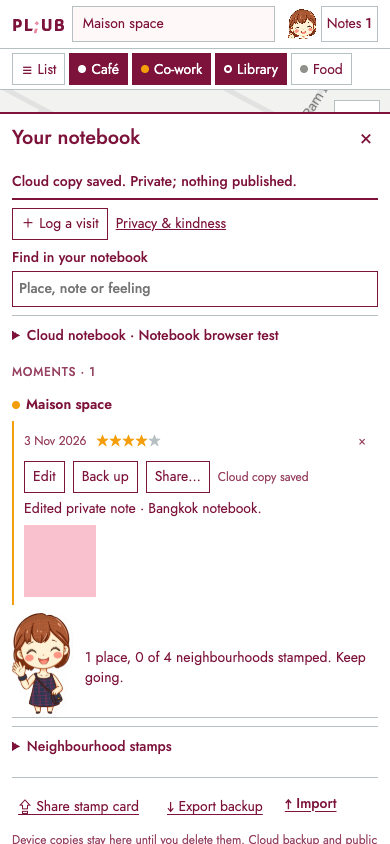 PL;UB
Maison space
Notes 1
≡ List
Café
Co-work
Library
Food
Your notebook
×
Cloud copy saved. Private; nothing published.
+ Log a visit
Privacy & kindness
Find in your notebook
Place, note or feeling
▶ Cloud notebook · Notebook browser test
MOMENTS · 1
Maison space
3 Nov 2026 ★★★★★ ×
Edit
Back up
Share...
Cloud copy saved
Edited private note · Bangkok notebook.
1 place, 0 of 4 neighbourhoods stamped. Keep
going.
▶ Neighbourhood stamps
Share stamp card
↓ Export backup
↑ Import
Device copies stay here until you delete them. Cloud backup and public